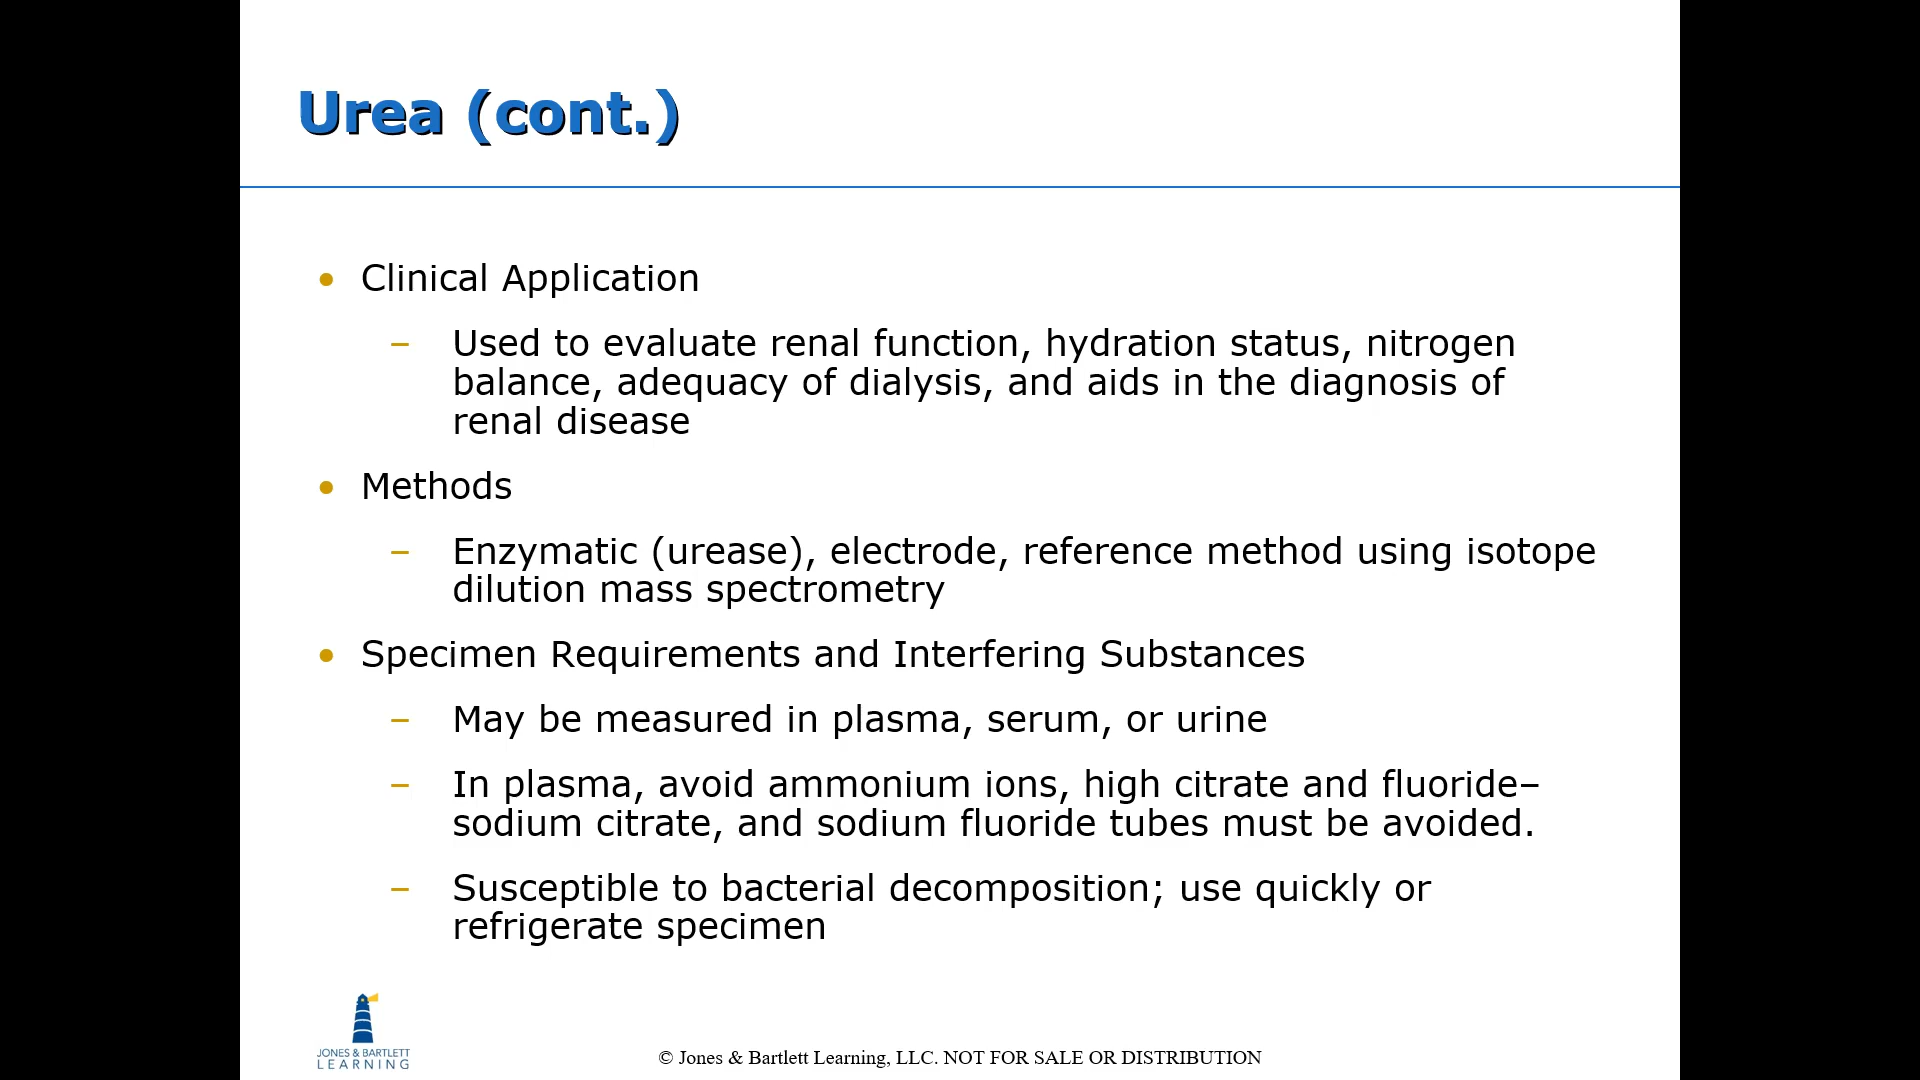 Urea (cont.)
• Clinical Application
– Used to evaluate renal function, hydration status, nitrogen
balance, adequacy of dialysis, and aids in the diagnosis of
renal disease
• Methods
– Enzymatic (urease), electrode, reference method using isotope
dilution mass spectrometry
• Specimen Requirements and Interfering Substances
– May be measured in plasma, serum, or urine
– In plasma, avoid ammonium ions, high citrate and fluoride–
sodium citrate, and sodium fluoride tubes must be avoided.
– Susceptible to bacterial decomposition; use quickly or
refrigerate specimen
JONES & BARTLETT
LEARNING
© Jones & Bartlett Learning, LLC. NOT FOR SALE OR DISTRIBUTION